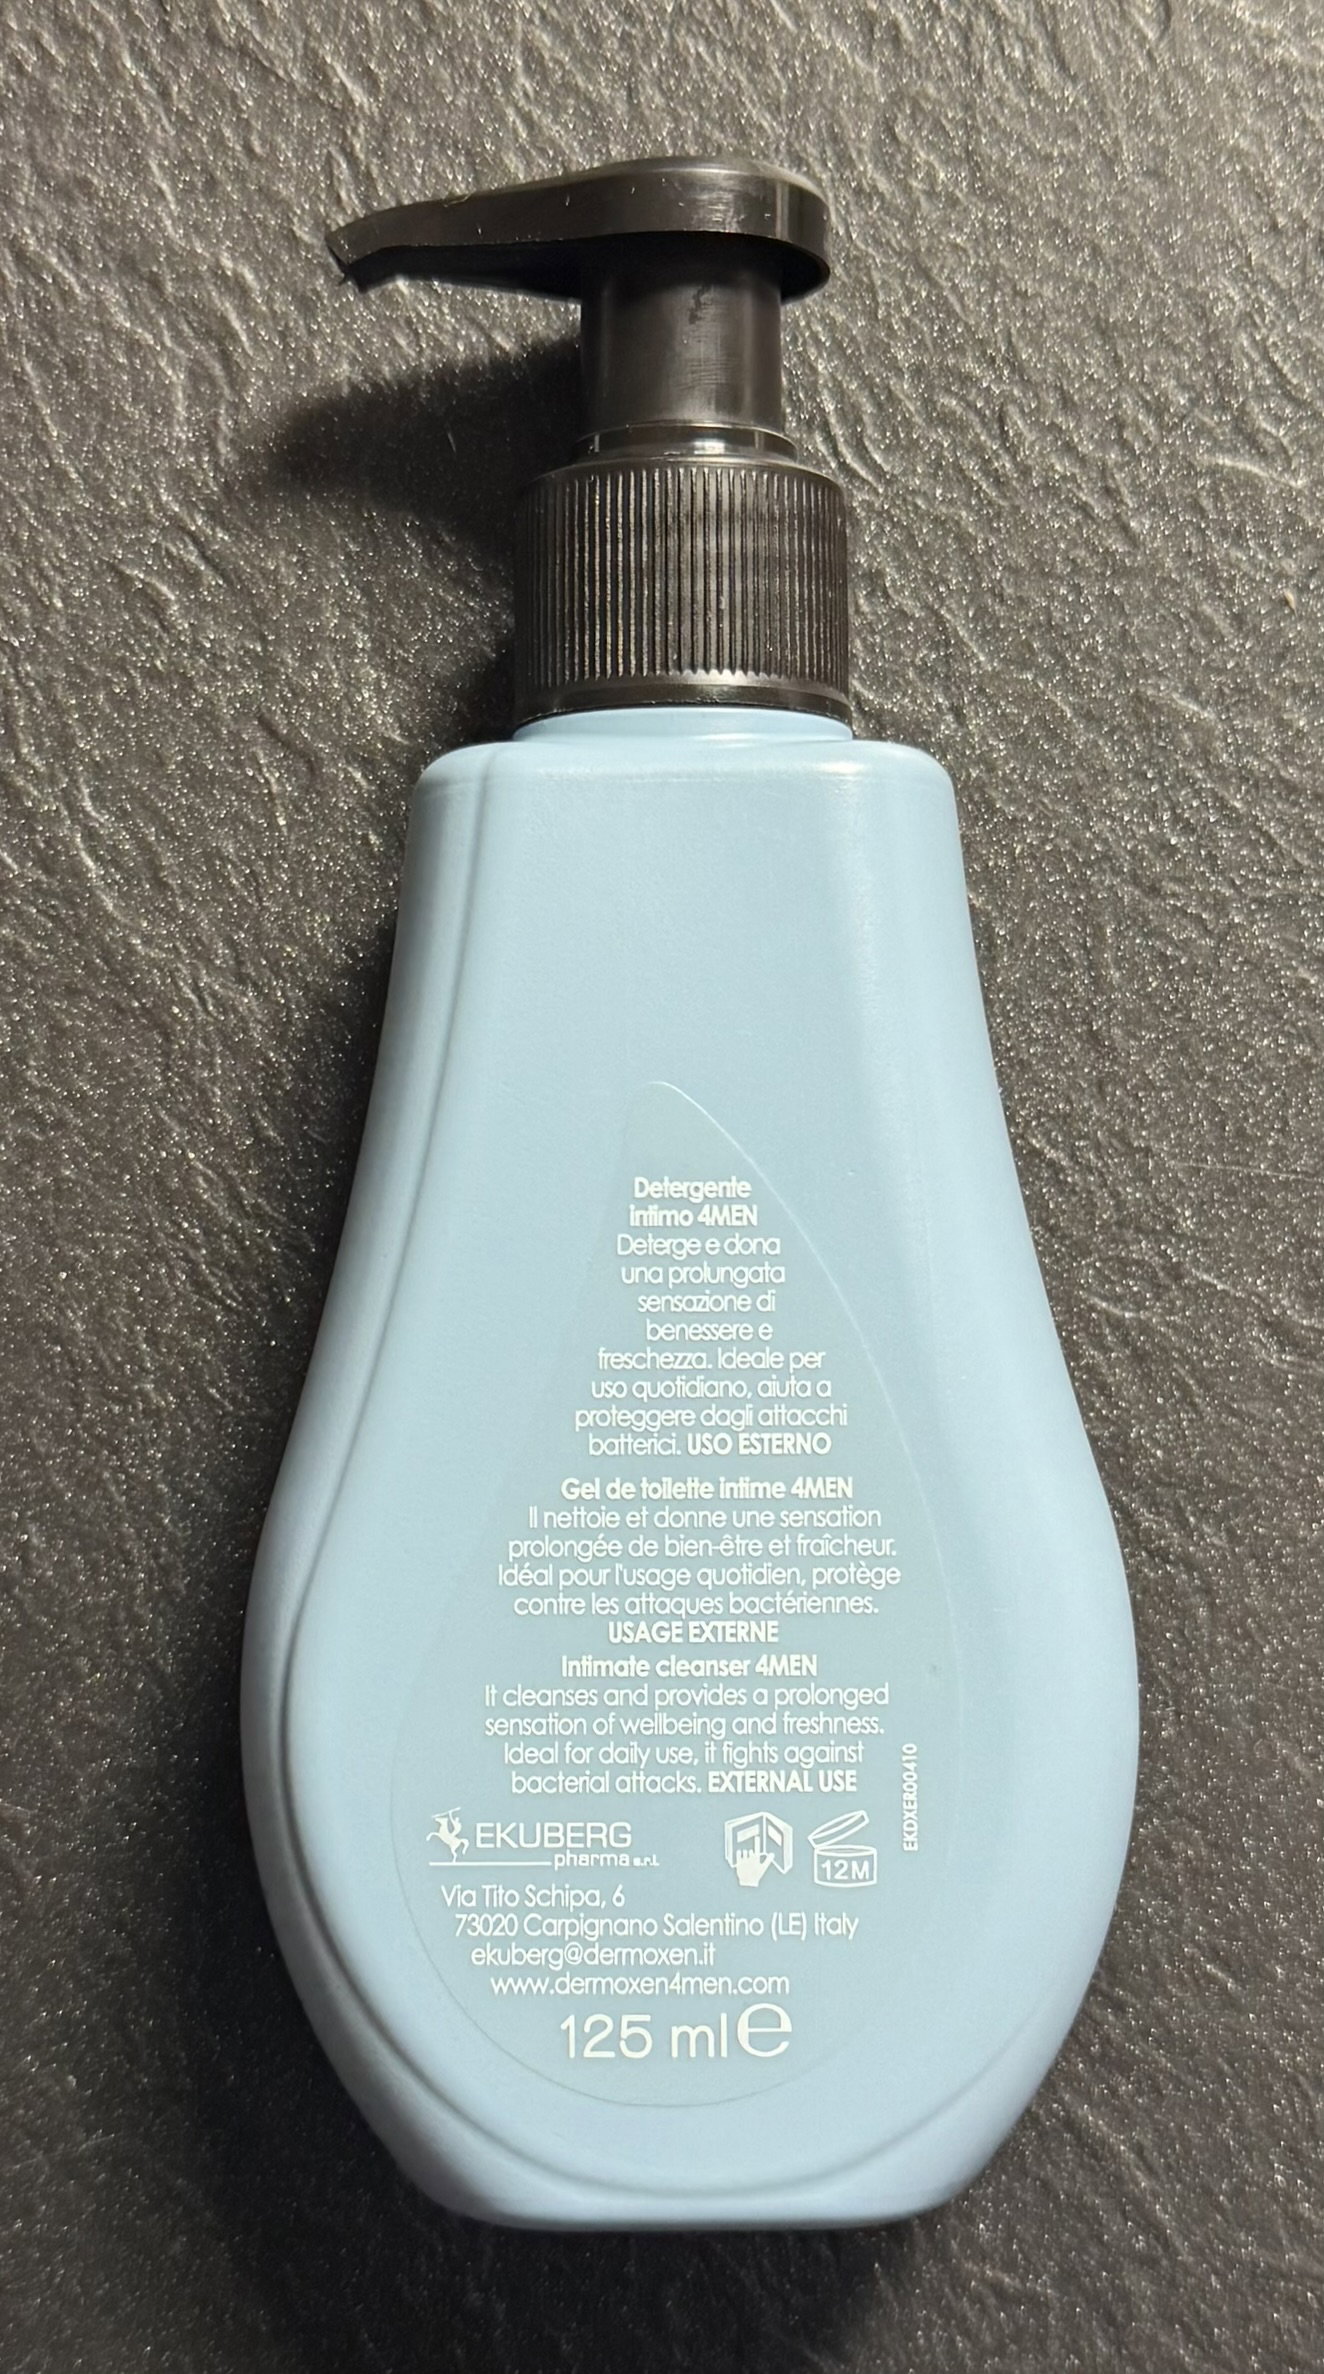 Detergente
intimo 4MEN
Deterge e dona
una prolungata
sensazione di
benessere e
freschezza. Ideale per
uso quotidiano, aiuta a
proteggere dagli attacchi
batterici. USO ESTERNO
Gel de toilette intime 4MEN
Il nettoie et donne une sensation
prolongée de bien-être et fraîcheur.
Idéal pour l'usage quotidien, protège
contre les attaques bactériennes.
USAGE EXTERNE
Intimate cleanser 4MEN
It cleanses and provides a prolonged
sensation of wellbeing and freshness.
Ideal for daily use, it fights against
bacterial attacks. EXTERNAL USE
EKDXER00410
EKUBERG
pharma s.r.l.
12M
Via Tito Schipa, 6
73020 Carpignano Salentino (LE) Italy
ekuberg@dermoxen.it
www.dermoxen4men.com
125 ml e